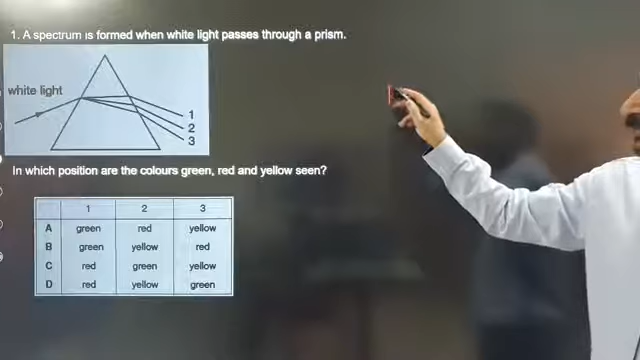 1. A spectrum is formed when white light passes through a prism.
white light
1
2
3
In which position are the colours green, red and yellow seen?
1 2 3
A green red yellow
B green yellow red
C red green yellow
D red yellow green